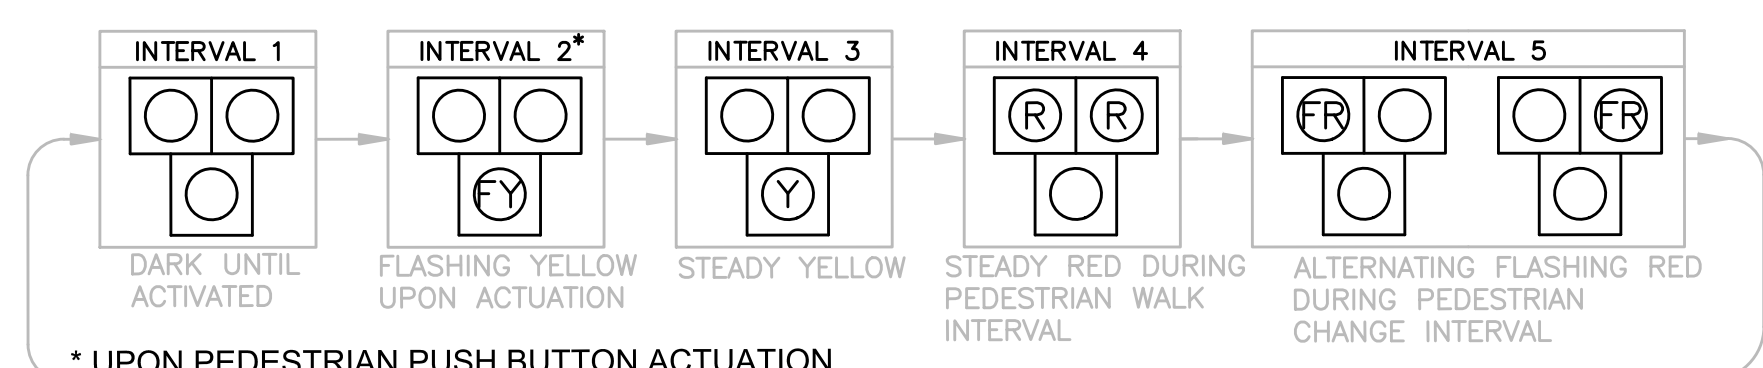 INTERVAL 1
DARK UNTIL
ACTIVATED
INTERVAL 2*
FY
FLASHING YELLOW
UPON ACTUATION
INTERVAL 3
Y
STEADY YELLOW
INTERVAL 4
R R
STEADY RED DURING
PEDESTRIAN WALK
INTERVAL
INTERVAL 5
FR FR
ALTERNATING FLASHING RED
DURING PEDESTRIAN
CHANGE INTERVAL
* UPON PEDESTRIAN PUSH BUTTON ACTUATION